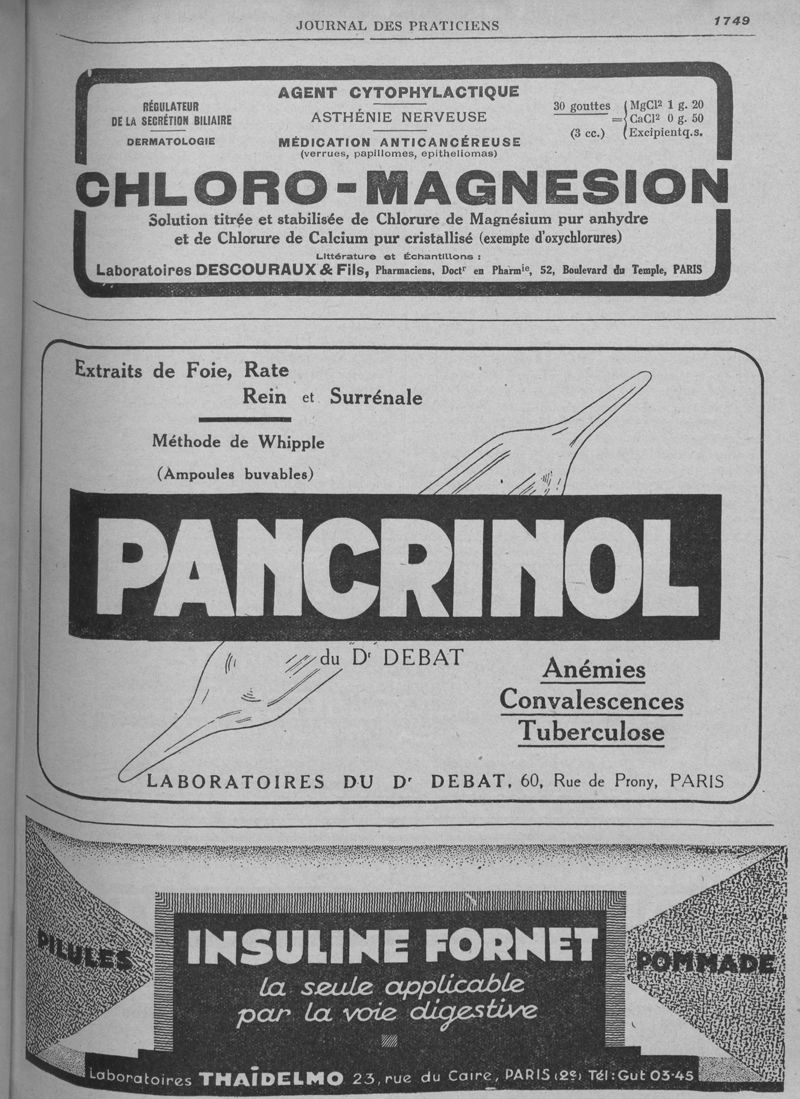 JOURNAL DES PRATICIENS
1749
AGENT CYTOPHYLACTIQUE
RÉGULATEUR
DE LA SECRÉTION BILIAIRE
DERMATOLOGIE
ASTHÉNIE NERVEUSE
MÉDICATION ANTICANCÉREUSE
(verrues, papillomes, epitheliomas)
30 gouttes
(3 cc.)
= { MgCl² 1 g. 20
CaCl² 0 g. 50
Excipient q.s.
CHLORO-MAGNESION
Solution titrée et stabilisée de Chlorure de Magnésium pur anhydre
et de Chlorure de Calcium pur cristallisé (exempte d'oxychlorures)
Littérature et Échantillons :
Laboratoires DESCOURAUX & Fils, Pharmaciens, Doctʳ en Pharmⁱᵉ, 52, Boulevard du Temple, PARIS
Extraits de Foie, Rate
Rein et Surrénale
Méthode de Whipple
(Ampoules buvables)
PANCRINOL
du Dʳ DEBAT
Anémies
Convalescences
Tuberculose
LABORATOIRES DU Dʳ DEBAT, 60, Rue de Prony, PARIS
PILULES
INSULINE FORNET
POMMADE
la seule applicable
par la voie digestive
Laboratoires THAÏDELMO 23, rue du Caire, PARIS (2ᵉ) Tél: Gut 03-45